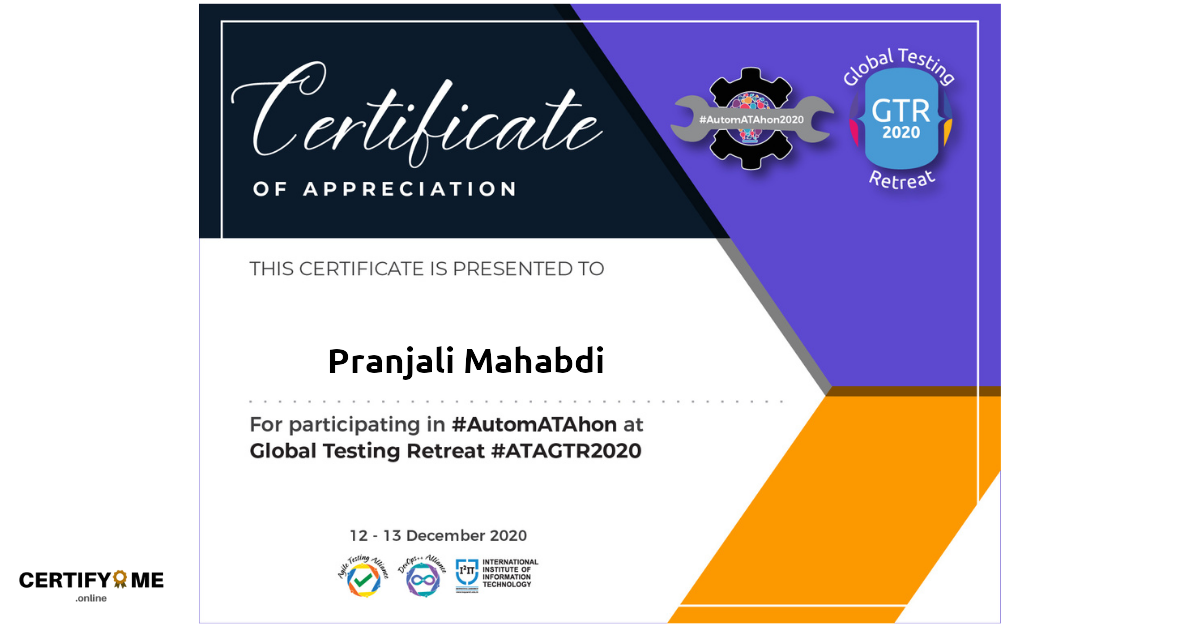 Certificate
OF APPRECIATION
#AutomATAhon2020
Global Testing
GTR
2020
Retreat
THIS CERTIFICATE IS PRESENTED TO
Pranjali Mahabdi
For participating in #AutomATAhon at
Global Testing Retreat #ATAGTR2020
12 - 13 December 2020
Agile Testing Alliance
DevOps++ Alliance
I²IT
INTERNATIONAL
INSTITUTE OF
INFORMATION
TECHNOLOGY
CERTIFY ME
.online